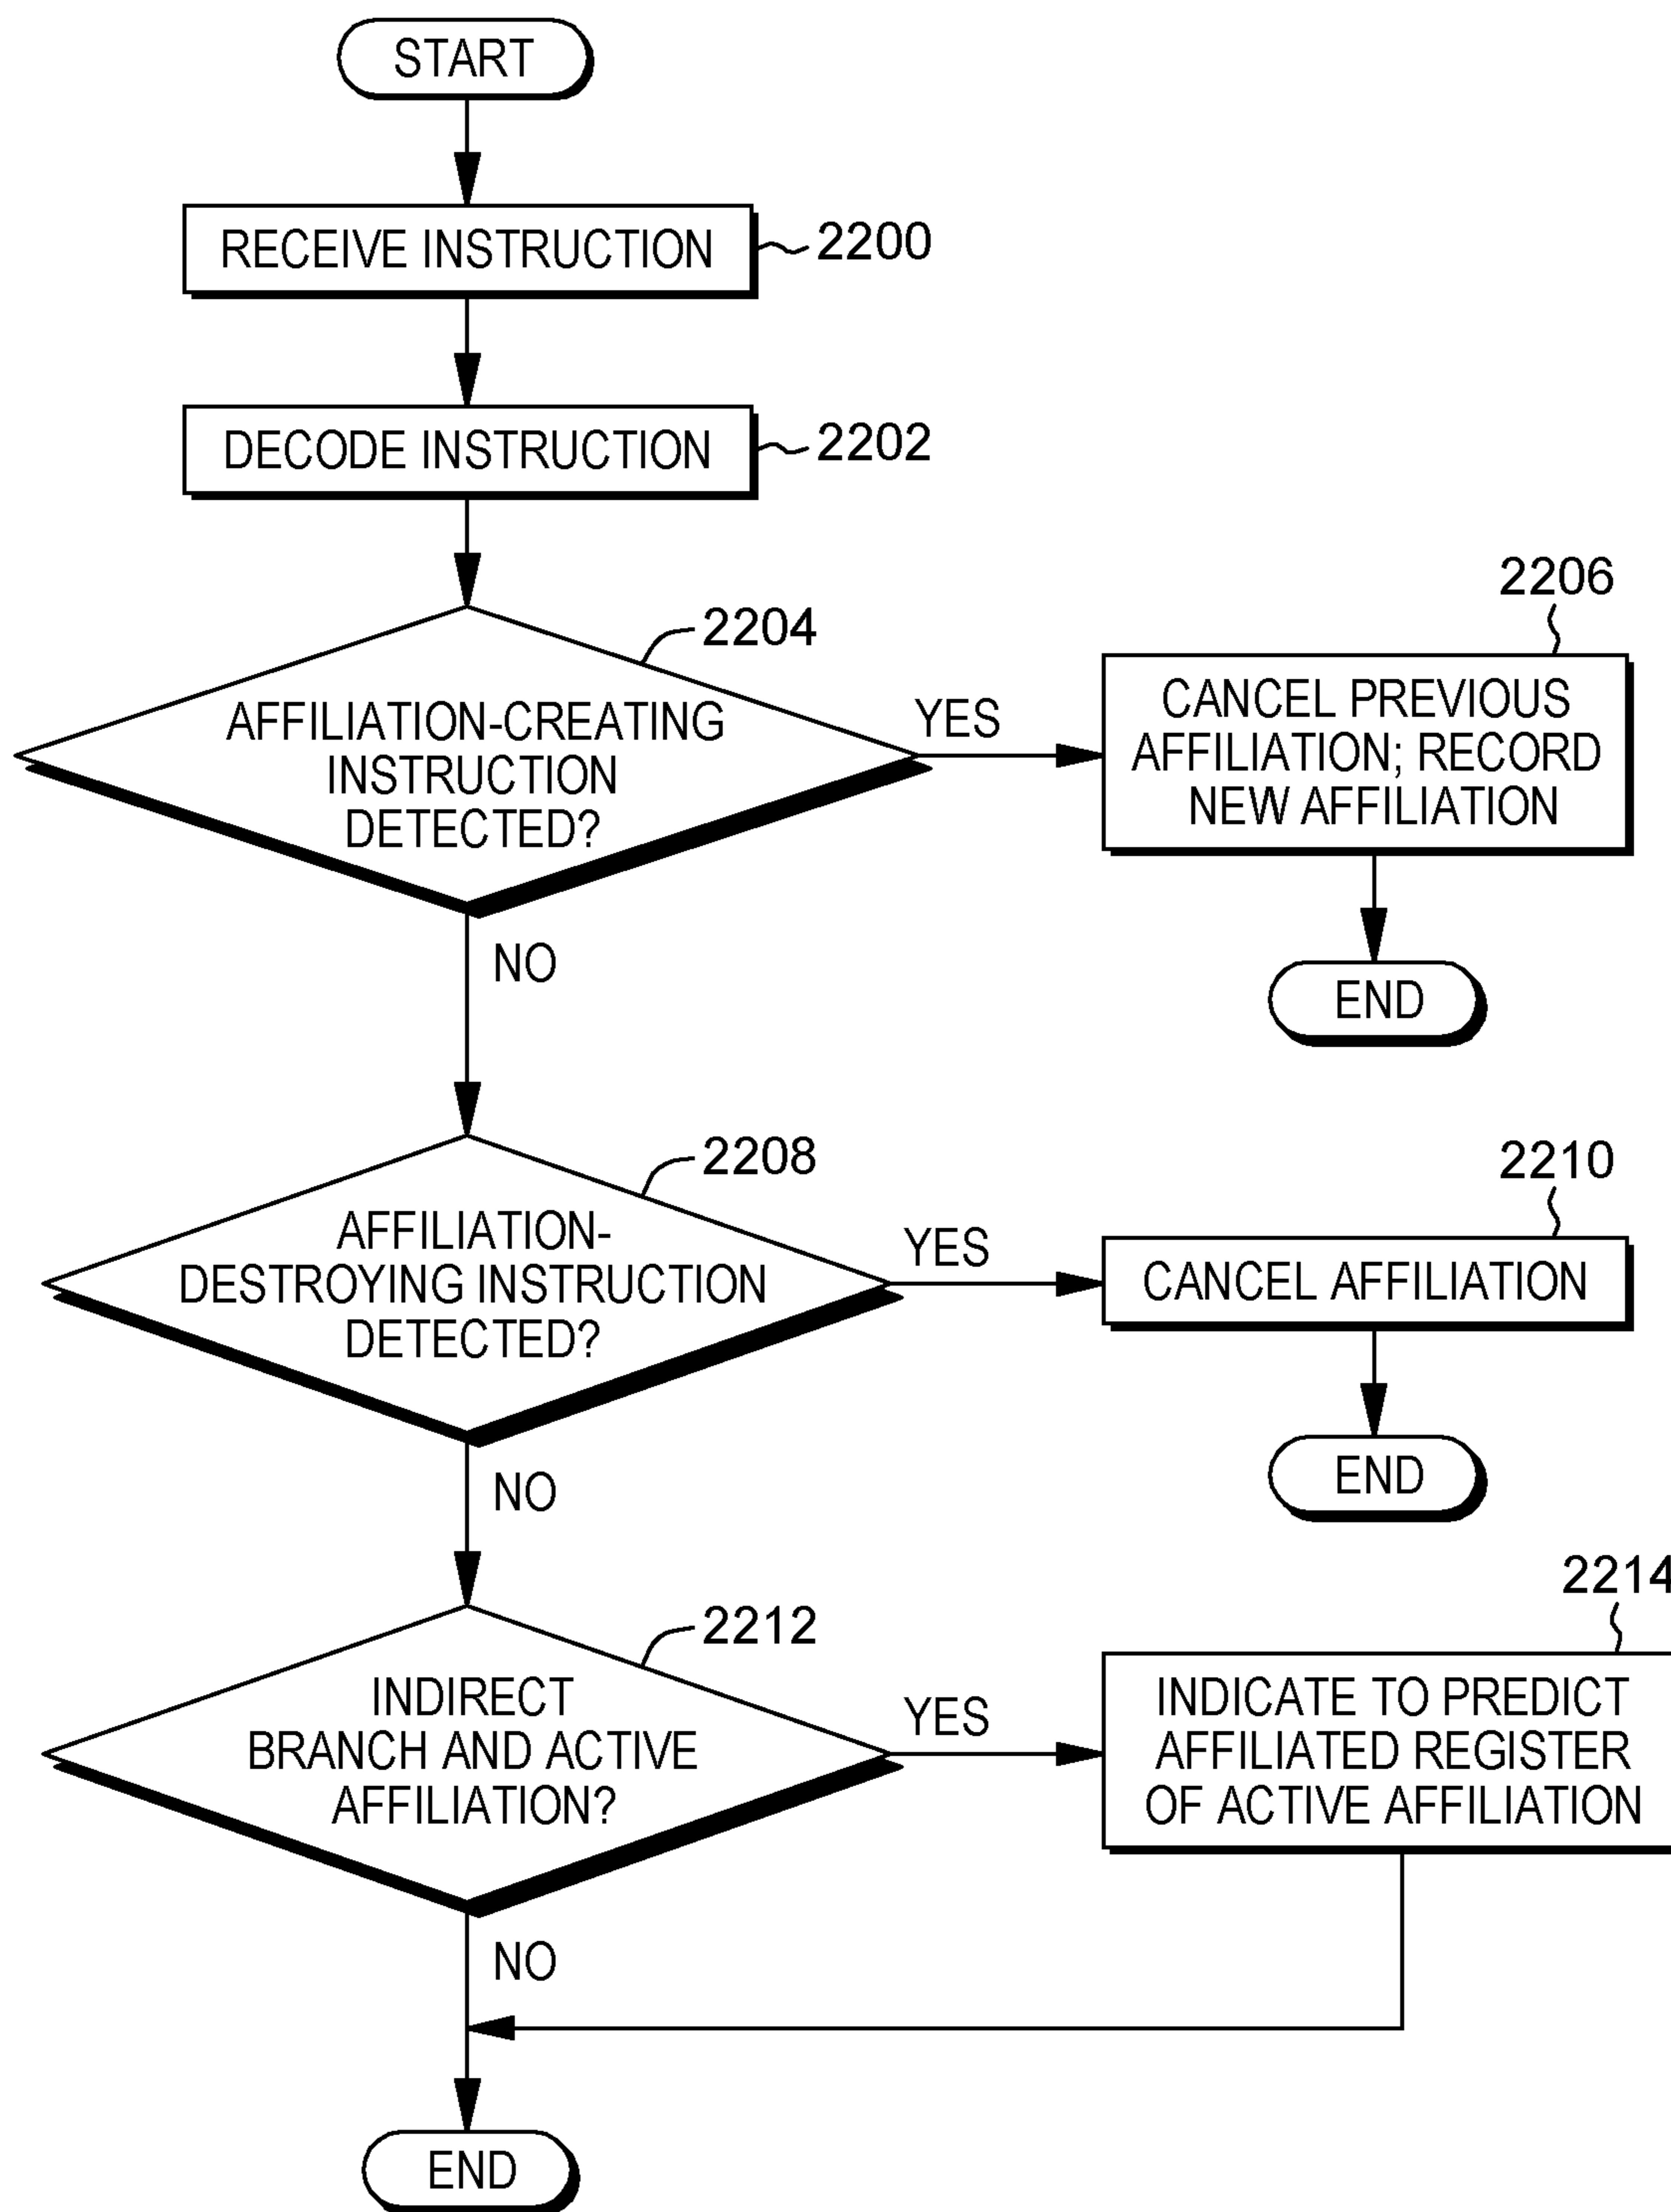 START
RECEIVE INSTRUCTION
2200
DECODE INSTRUCTION
2202
2204
AFFILIATION-CREATING
INSTRUCTION
DETECTED?
YES
2206
CANCEL PREVIOUS
AFFILIATION; RECORD
NEW AFFILIATION
END
NO
2208
AFFILIATION-
DESTROYING INSTRUCTION
DETECTED?
YES
2210
CANCEL AFFILIATION
END
NO
2212
INDIRECT
BRANCH AND ACTIVE
AFFILIATION?
YES
2214
INDICATE TO PREDICT
AFFILIATED REGISTER
OF ACTIVE AFFILIATION
NO
END